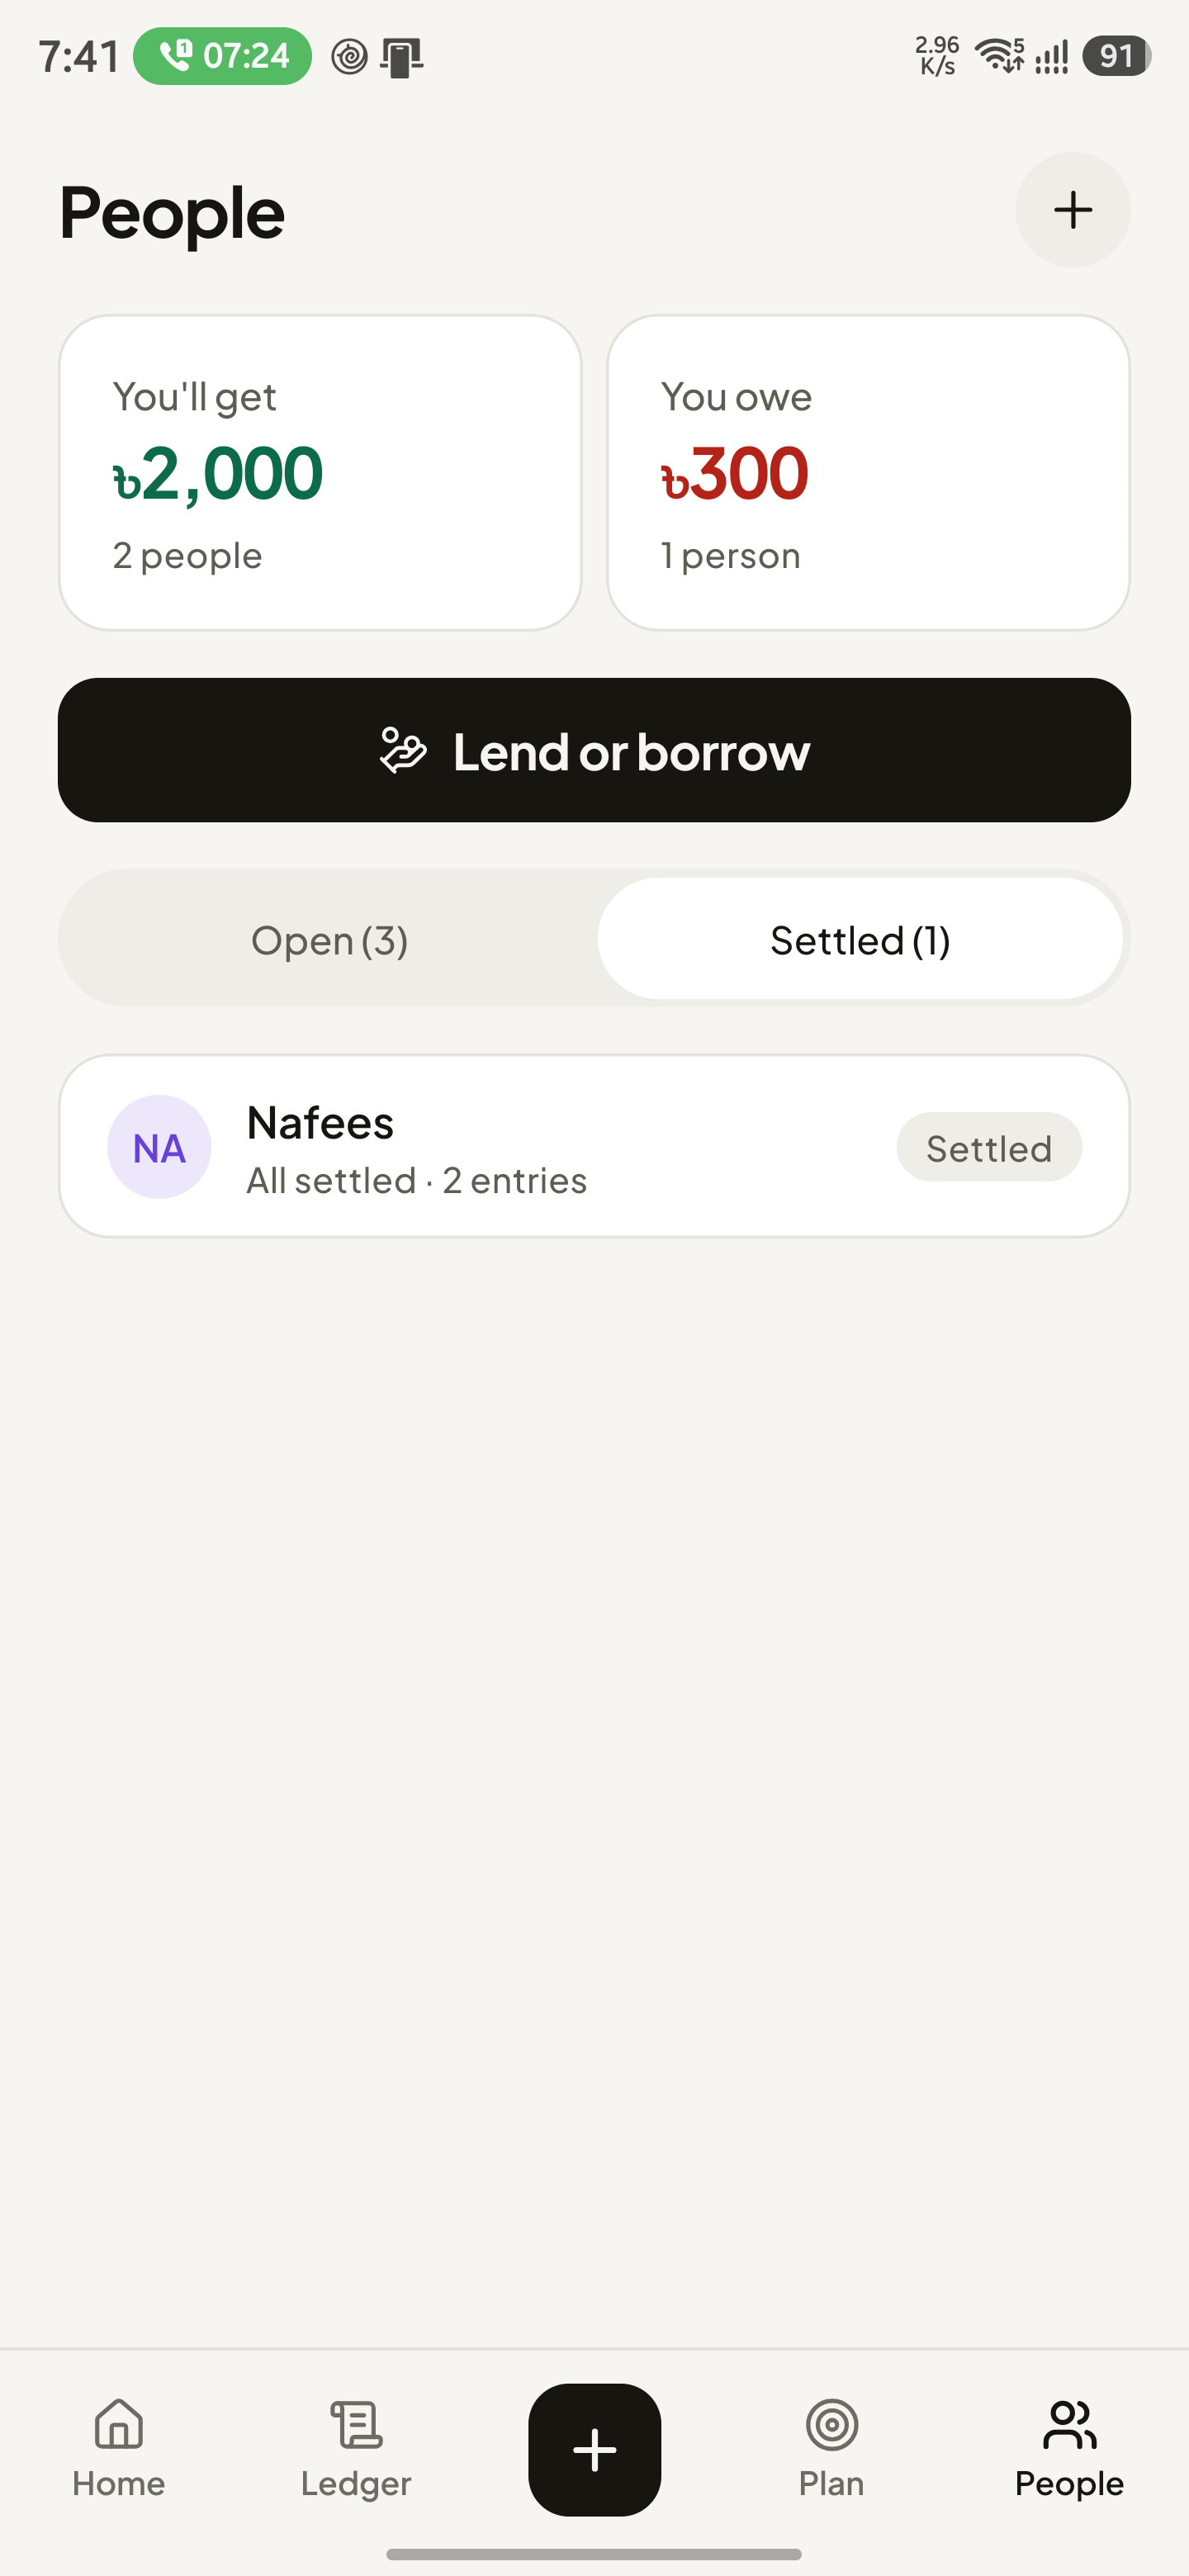 7:41
1 07:24
2.96
K/s
5
91
People
You'll get
৳2,000
2 people
You owe
৳300
1 person
Lend or borrow
Open (3)
Settled (1)
NA
Nafees
All settled · 2 entries
Settled
Home
Ledger
Plan
People